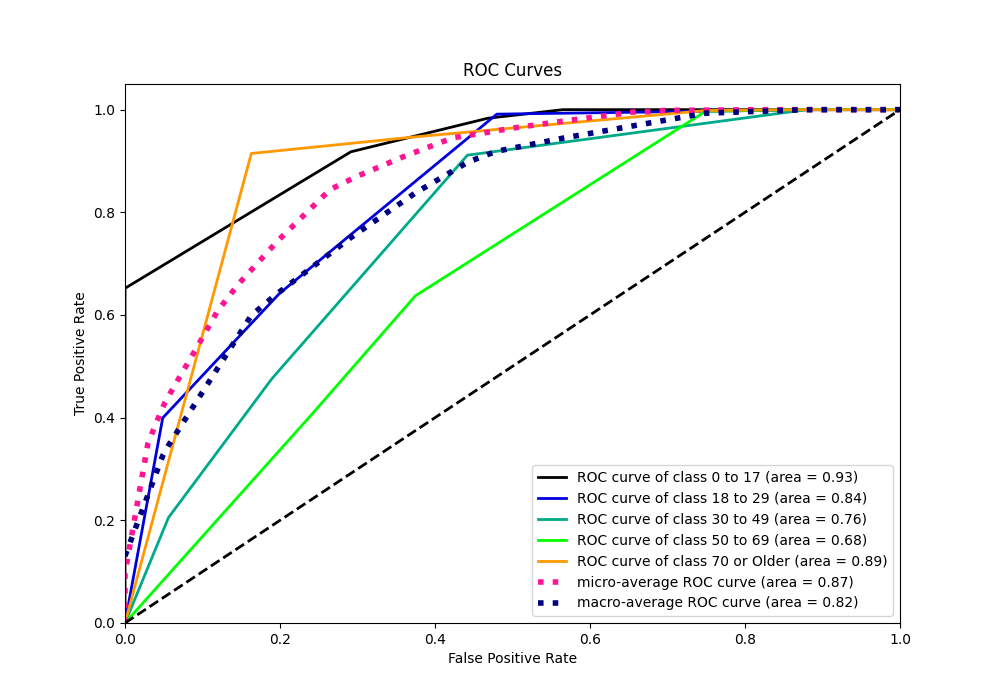 ROC Curves
True Positive Rate
1.0
0.8
0.6
0.4
0.2
0.0
0.0 0.2 0.4 0.6 0.8 1.0
False Positive Rate
ROC curve of class 0 to 17 (area = 0.93)
ROC curve of class 18 to 29 (area = 0.84)
ROC curve of class 30 to 49 (area = 0.76)
ROC curve of class 50 to 69 (area = 0.68)
ROC curve of class 70 or Older (area = 0.89)
micro-average ROC curve (area = 0.87)
macro-average ROC curve (area = 0.82)